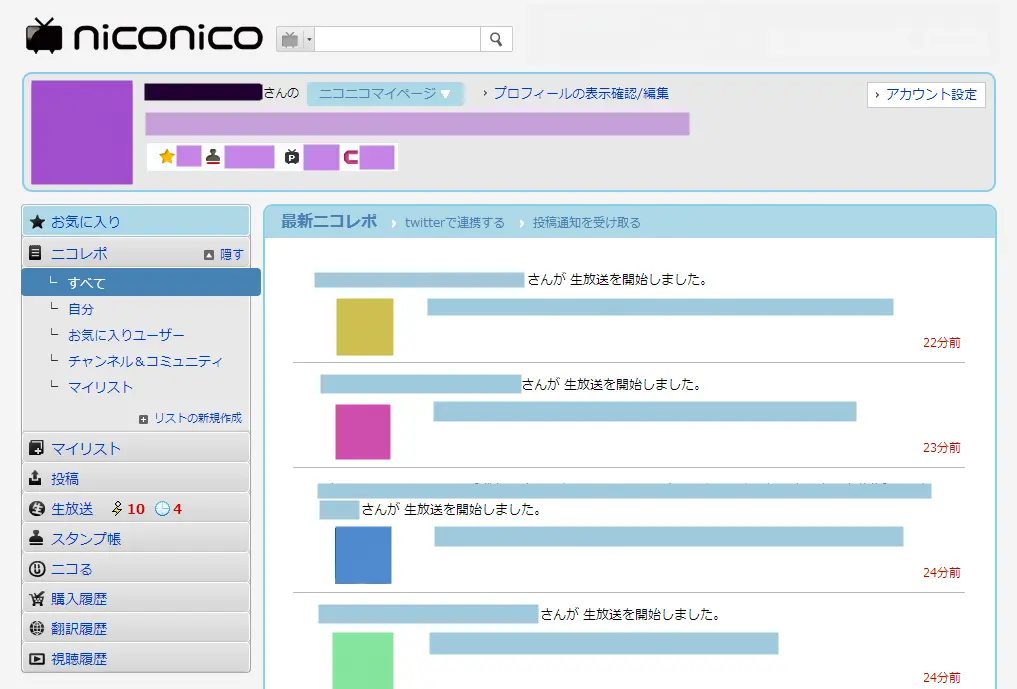 niconico
さんの ニコニコマイページ▼ › プロフィールの表示確認/編集
› アカウント設定
P
お気に入り
ニコレポ 隠す
すべて
自分
お気に入りユーザー
チャンネル＆コミュニティ
マイリスト
リストの新規作成
マイリスト
投稿
生放送 10 4
スタンプ帳
ニコる
購入履歴
翻訳履歴
視聴履歴
最新ニコレポ › twitterで連携する › 投稿通知を受け取る
さんが 生放送を開始しました。
22分前
さんが 生放送を開始しました。
23分前
さんが 生放送を開始しました。
24分前
さんが 生放送を開始しました。
24分前